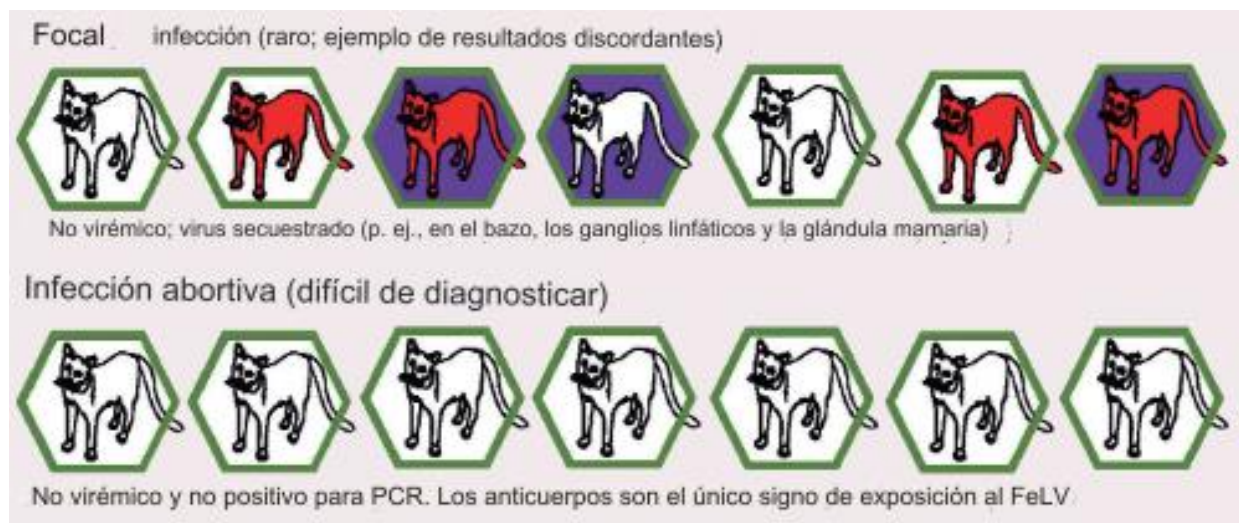 Focal infección (raro; ejemplo de resultados discordantes)
No virémico; virus secuestrado (p. ej., en el bazo, los ganglios linfáticos y la glándula mamaria)
Infección abortiva (difícil de diagnosticar)
No virémico y no positivo para PCR. Los anticuerpos son el único signo de exposición al FeLV